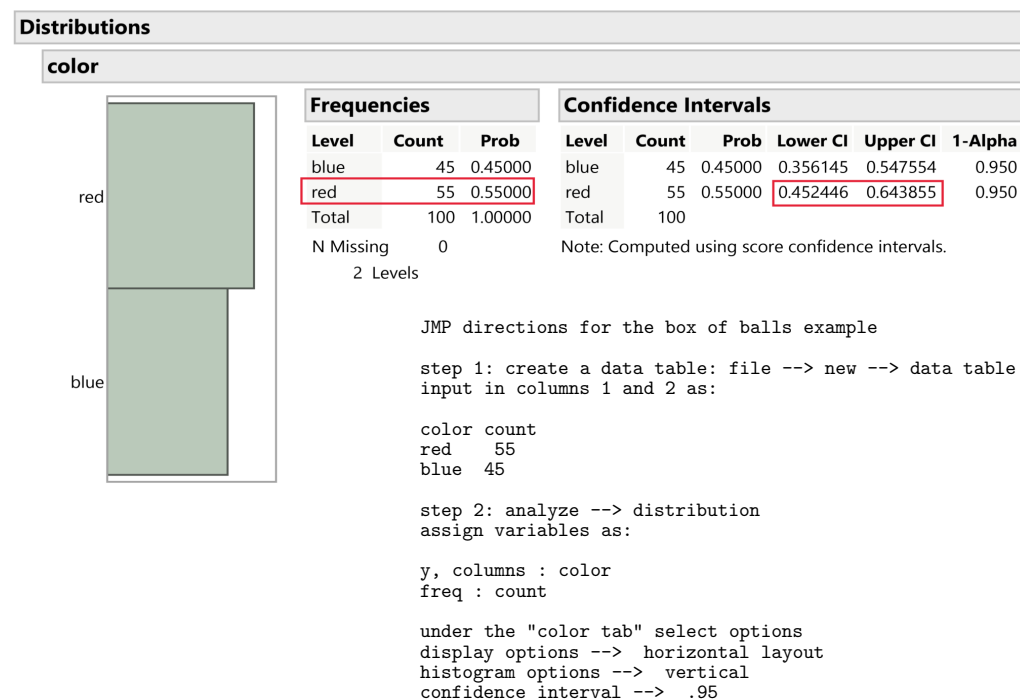 Distributions
color
red
blue
Frequencies
Level Count Prob
blue 45 0.45000
red 55 0.55000
Total 100 1.00000
N Missing 0
2 Levels
Confidence Intervals
Level Count Prob Lower CI Upper CI 1-Alpha
blue 45 0.45000 0.356145 0.547554 0.950
red 55 0.55000 0.452446 0.643855 0.950
Total 100
Note: Computed using score confidence intervals.
JMP directions for the box of balls example
step 1: create a data table: file --> new --> data table
input in columns 1 and 2 as:
color count
red 55
blue 45
step 2: analyze --> distribution
assign variables as:
y, columns : color
freq : count
under the "color tab" select options
display options --> horizontal layout
histogram options --> vertical
confidence interval --> .95